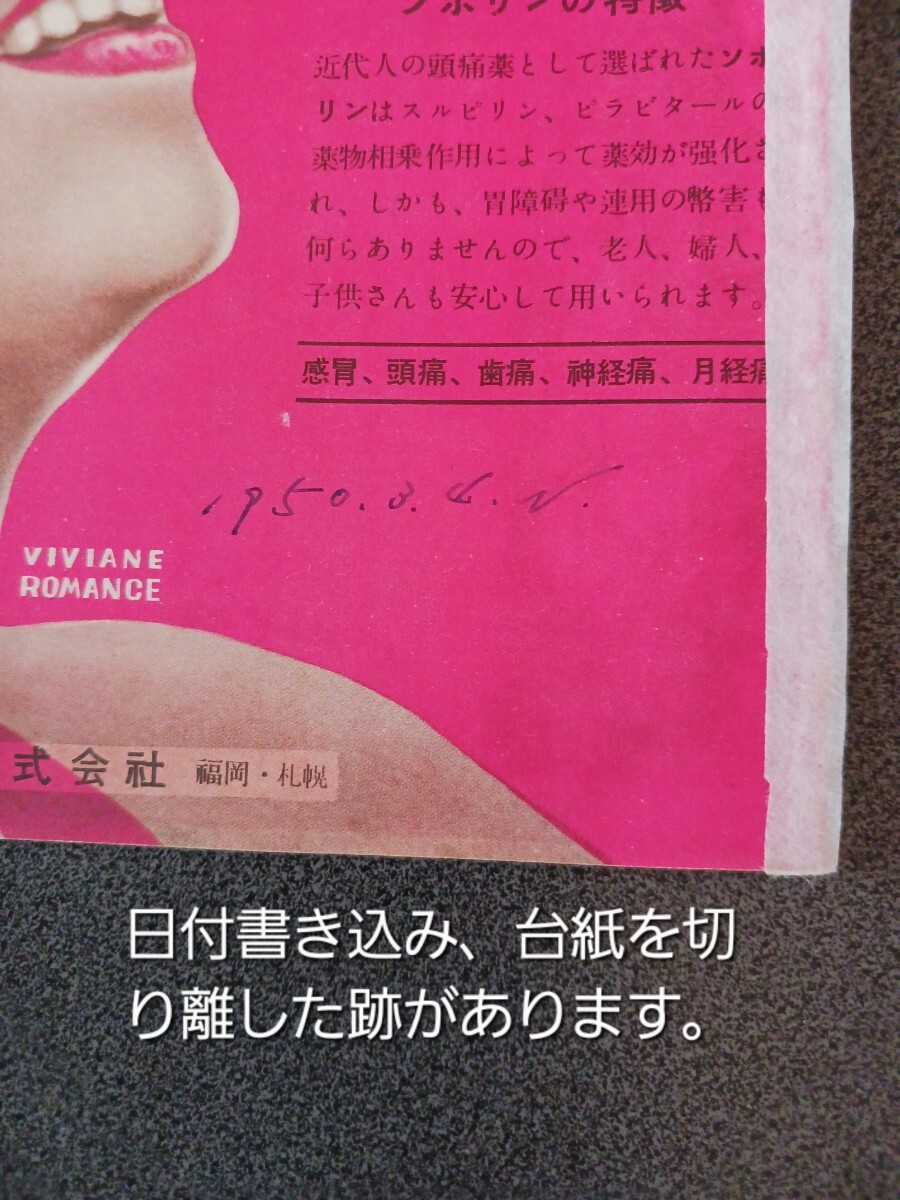 ソボリンの特徴
近代人の頭痛薬として選ばれたソボ
リンはスルピリン、ピラビタールの
薬物相乗作用によって薬効が強化さ
れ、しかも、胃障碍や連用の幣害も
何らありませんので、老人、婦人、
子供さんも安心して用いられます。
感冒、頭痛、歯痛、神経痛、月経痛
1950.3.4.
VIVIANE
ROMANCE
式会社 福岡・札幌
日付書き込み、台紙を切
り離した跡があります。